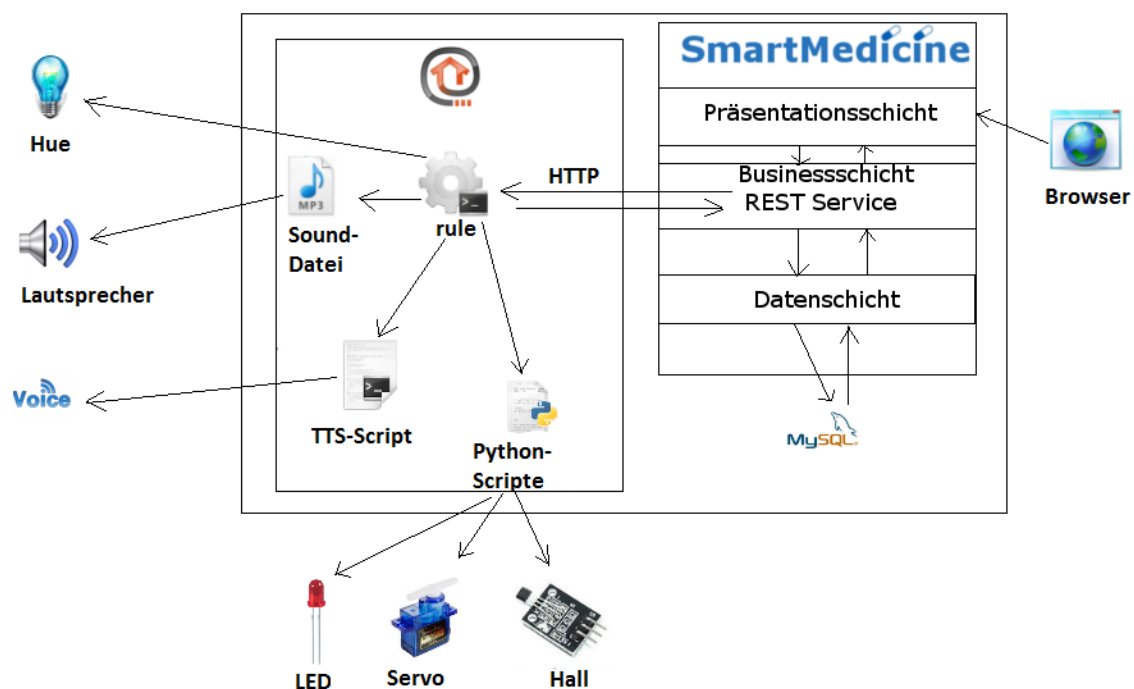 SmartMedicine
Präsentationsschicht
Hue
MP3
>_
HTTP
Businessschicht
REST Service
Browser
rule
Sound-
Datei
Lautsprecher
Datenschicht
Voice
>_
TTS-Script
Python-
Scripte
MySQL®
LED
Servo
Hall